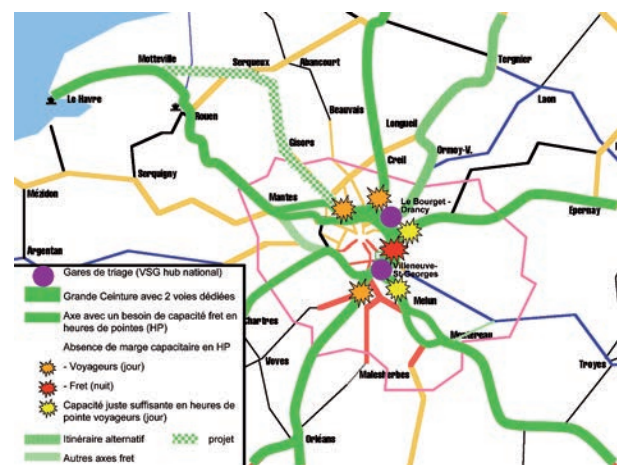 Motteville
Serqueux
Abancourt
Tergnier
Laon
Le Havre
Rouen
Beauvais
Longueil
Ormoy-V.
Gisors
Creil
Serquigny
Mézidon
Mantes
Le Bourget -
Drancy
Epernay
Argentan
Villeneuve-
St-Georges
Melun
Chartres
Montereau
Voves
Malesherbes
Troyes
Orléans
Gares de triage (VSG hub national)
Grande Ceinture avec 2 voies dédiées
Axe avec un besoin de capacité fret en
heures de pointes (HP)
Absence de marge capacitaire en HP
- Voyageurs (jour)
- Fret (nuit)
Capacité juste suffisante en heures de
pointe voyageurs (jour)
Itinéraire alternatif
projet
Autres axes fret